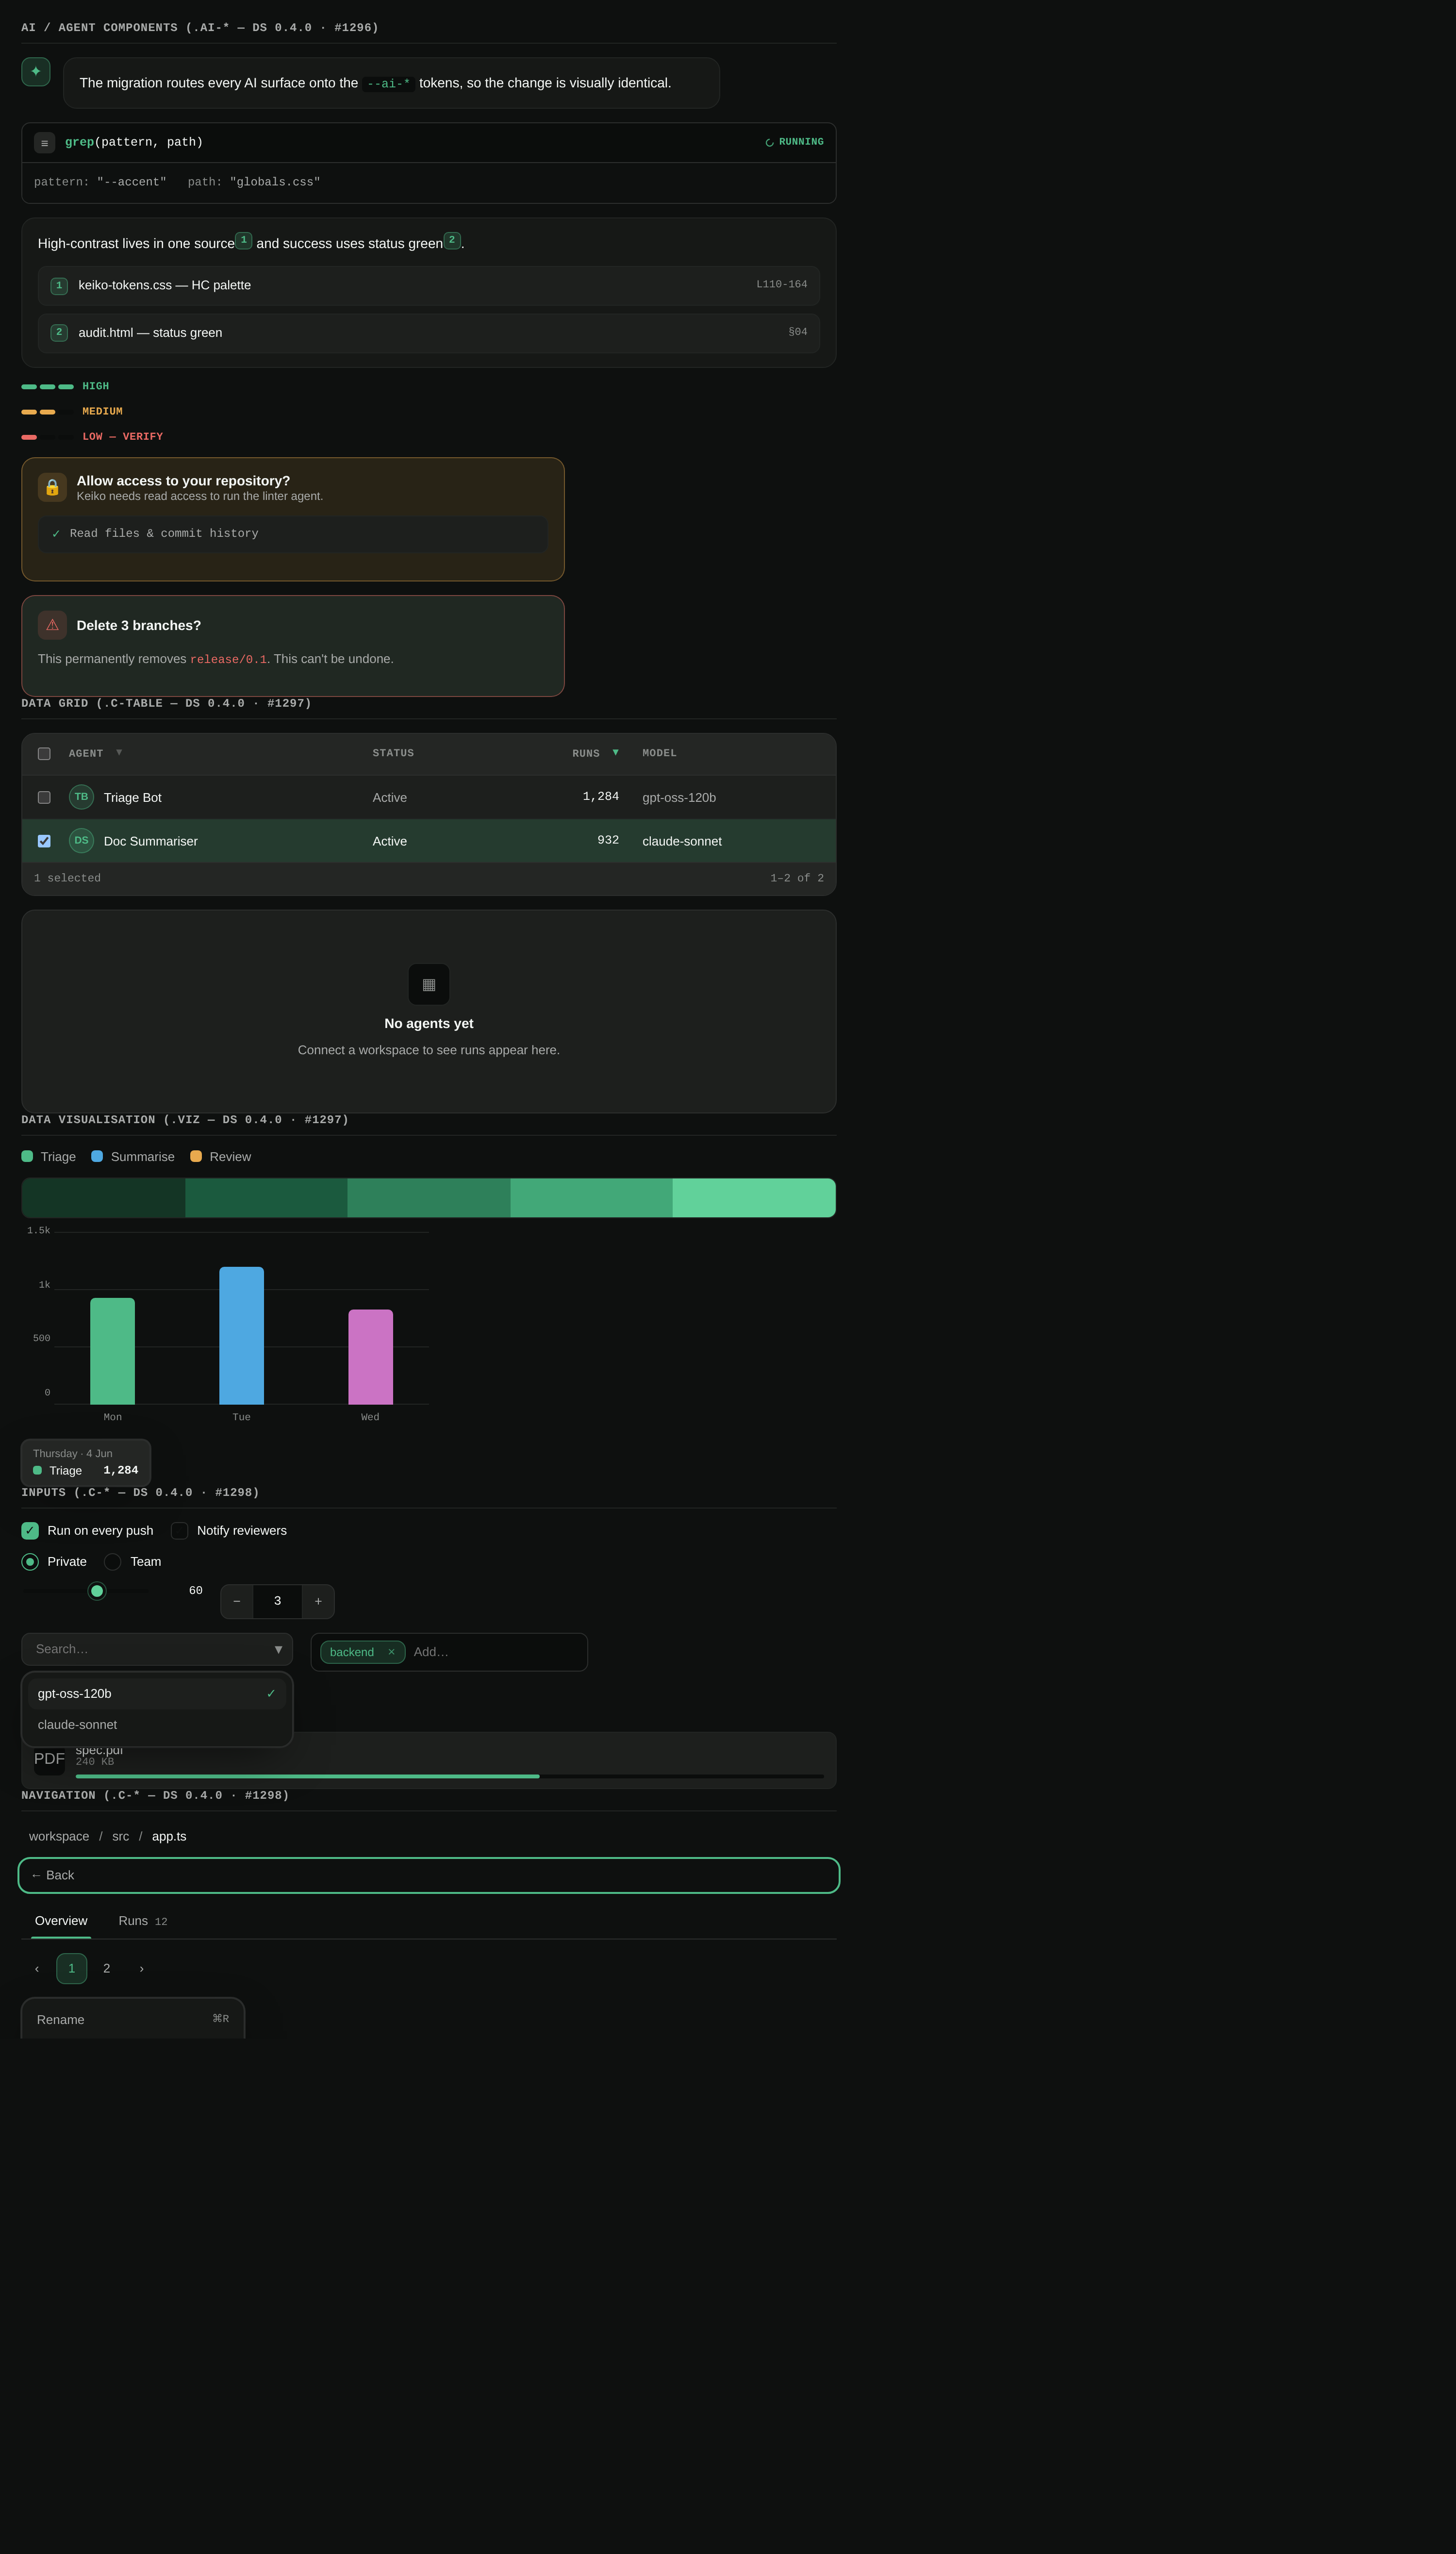 AI / AGENT COMPONENTS (.AI-* — DS 0.4.0 · #1296)
The migration routes every AI surface onto the --ai-* tokens, so the change is visually identical.
grep(pattern, path)
RUNNING
pattern: "--accent" path: "globals.css"
High-contrast lives in one source 1 and success uses status green 2.
1 keiko-tokens.css — HC palette L110-164
2 audit.html — status green §04
HIGH
MEDIUM
LOW — VERIFY
Allow access to your repository?
Keiko needs read access to run the linter agent.
✓ Read files & commit history
Delete 3 branches?
This permanently removes release/0.1. This can't be undone.
DATA GRID (.C-TABLE — DS 0.4.0 · #1297)
AGENT ▼ STATUS RUNS ▼ MODEL
TB Triage Bot Active 1,284 gpt-oss-120b
DS Doc Summariser Active 932 claude-sonnet
1 selected 1–2 of 2
No agents yet
Connect a workspace to see runs appear here.
DATA VISUALISATION (.VIZ — DS 0.4.0 · #1297)
Triage Summarise Review
1.5k
1k
500
0
Mon Tue Wed
Thursday · 4 Jun
Triage 1,284
INPUTS (.C-* — DS 0.4.0 · #1298)
✓ Run on every push Notify reviewers
Private Team
60 − 3 +
Search… ▼ backend × Add…
gpt-oss-120b ✓
claude-sonnet
spec.pdf
PDF 240 KB
NAVIGATION (.C-* — DS 0.4.0 · #1298)
workspace / src / app.ts
← Back
Overview Runs 12
‹ 1 2 ›
Rename ⌘R